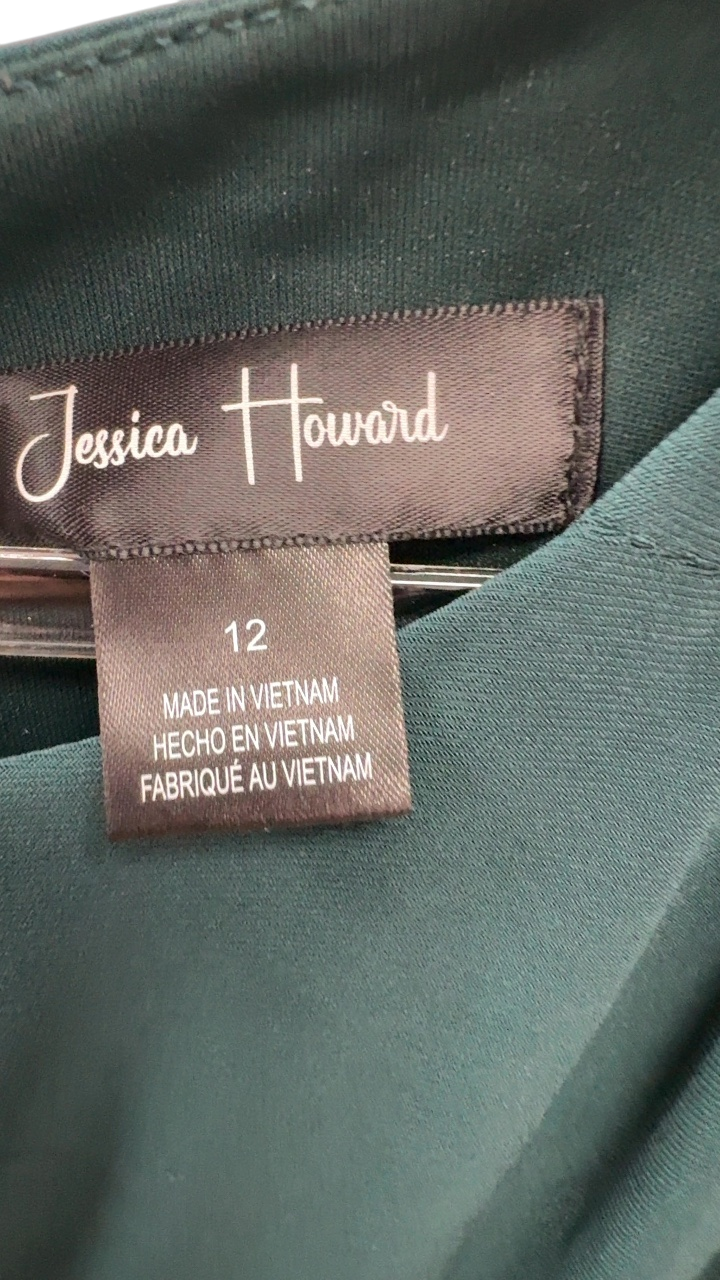 Jessica Howard
12
MADE IN VIETNAM
HECHO EN VIETNAM
FABRIQUÉ AU VIETNAM